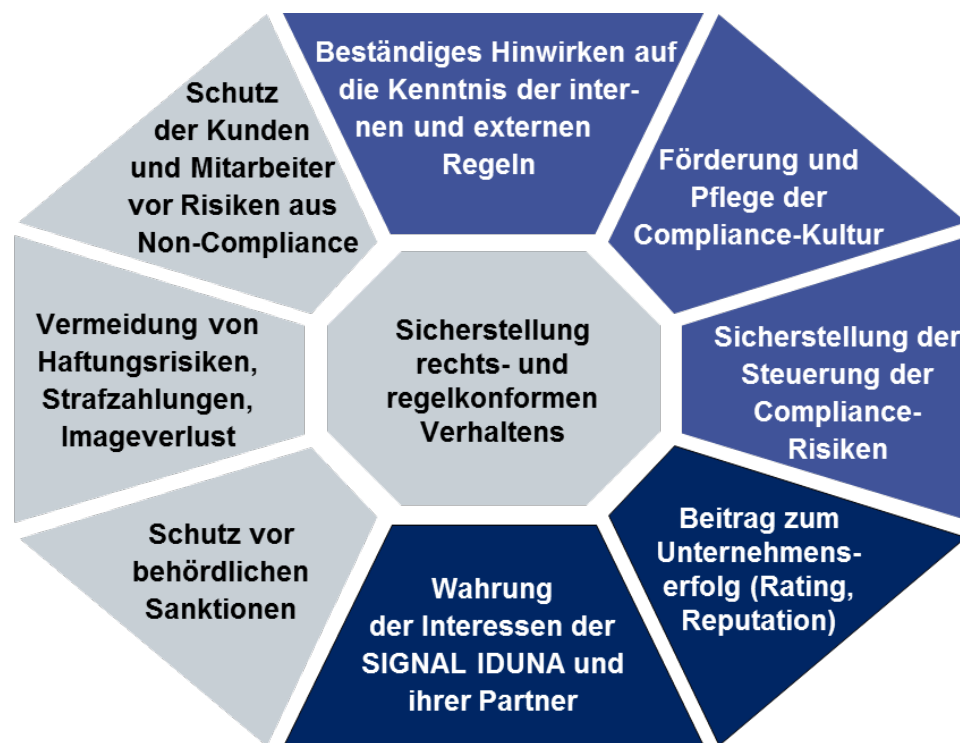 Beständiges Hinwirken auf
die Kenntnis der inter-
nen und externen
Regeln
Förderung und
Pflege der
Compliance-Kultur
Sicherstellung der
Steuerung der
Compliance-
Risiken
Beitrag zum
Unternehmens-
erfolg (Rating,
Reputation)
Wahrung
der Interessen der
SIGNAL IDUNA und
ihrer Partner
Schutz vor
behördlichen
Sanktionen
Vermeidung von
Haftungsrisiken,
Strafzahlungen,
Imageverlust
Schutz
der Kunden
und Mitarbeiter
vor Risiken aus
Non-Compliance
Sicherstellung
rechts- und
regelkonformen
Verhaltens